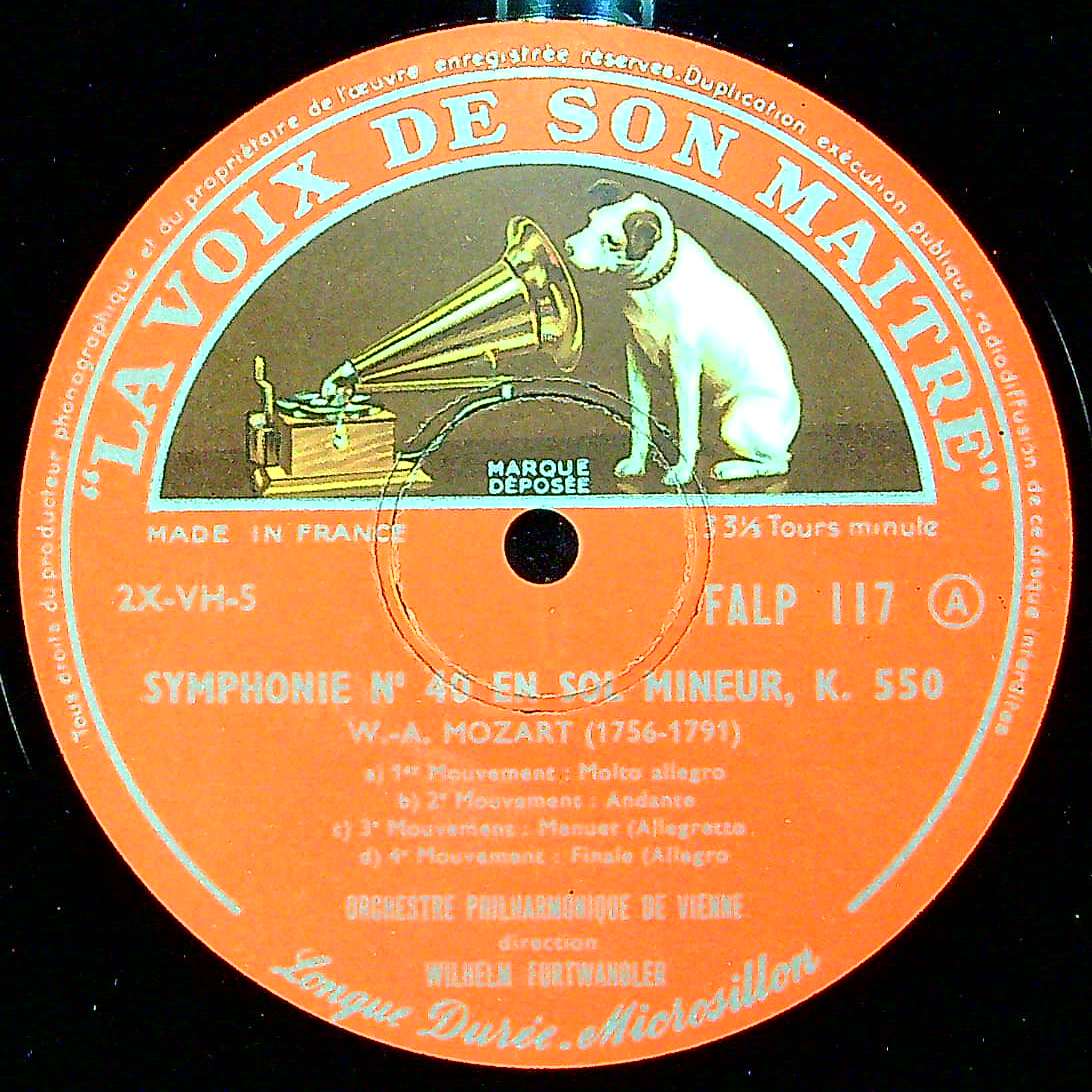 Tous droits du producteur phonographique et du propriétaire de l'œuvre enregistrée réservés. Duplication exécution publique. radiodiffusion de ce disque interdites
"LA VOIX DE SON MAITRE"
MARQUE
DÉPOSÉE
MADE IN FRANCE
33⅓ Tours minute
2X-VH-5
FALP 117 A
SYMPHONIE N° 40 EN SOL MINEUR, K. 550
W.-A. MOZART (1756-1791)
a) 1er Mouvement : Molto allegro
b) 2e Mouvement : Andante
c) 3e Mouvement : Menuet (Allegretto
d) 4e Mouvement : Finale (Allegro
ORCHESTRE PHILHARMONIQUE DE VIENNE
direction
WILHELM FURTWANGLER
Longue Durée. Microsillon